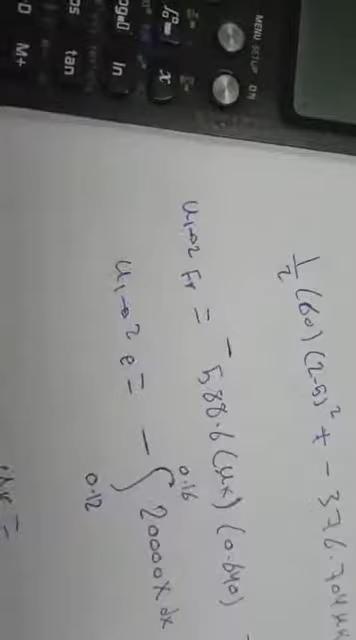 MENU SETUP ON
x
ln
tan
M+
1/2 (60) (2.5)² + - 376.704 μk
U1→2 Fr = - 588.6 (μk) (0.640)
U1→2 e = - ∫ 0.12 0.16 20000 x dx